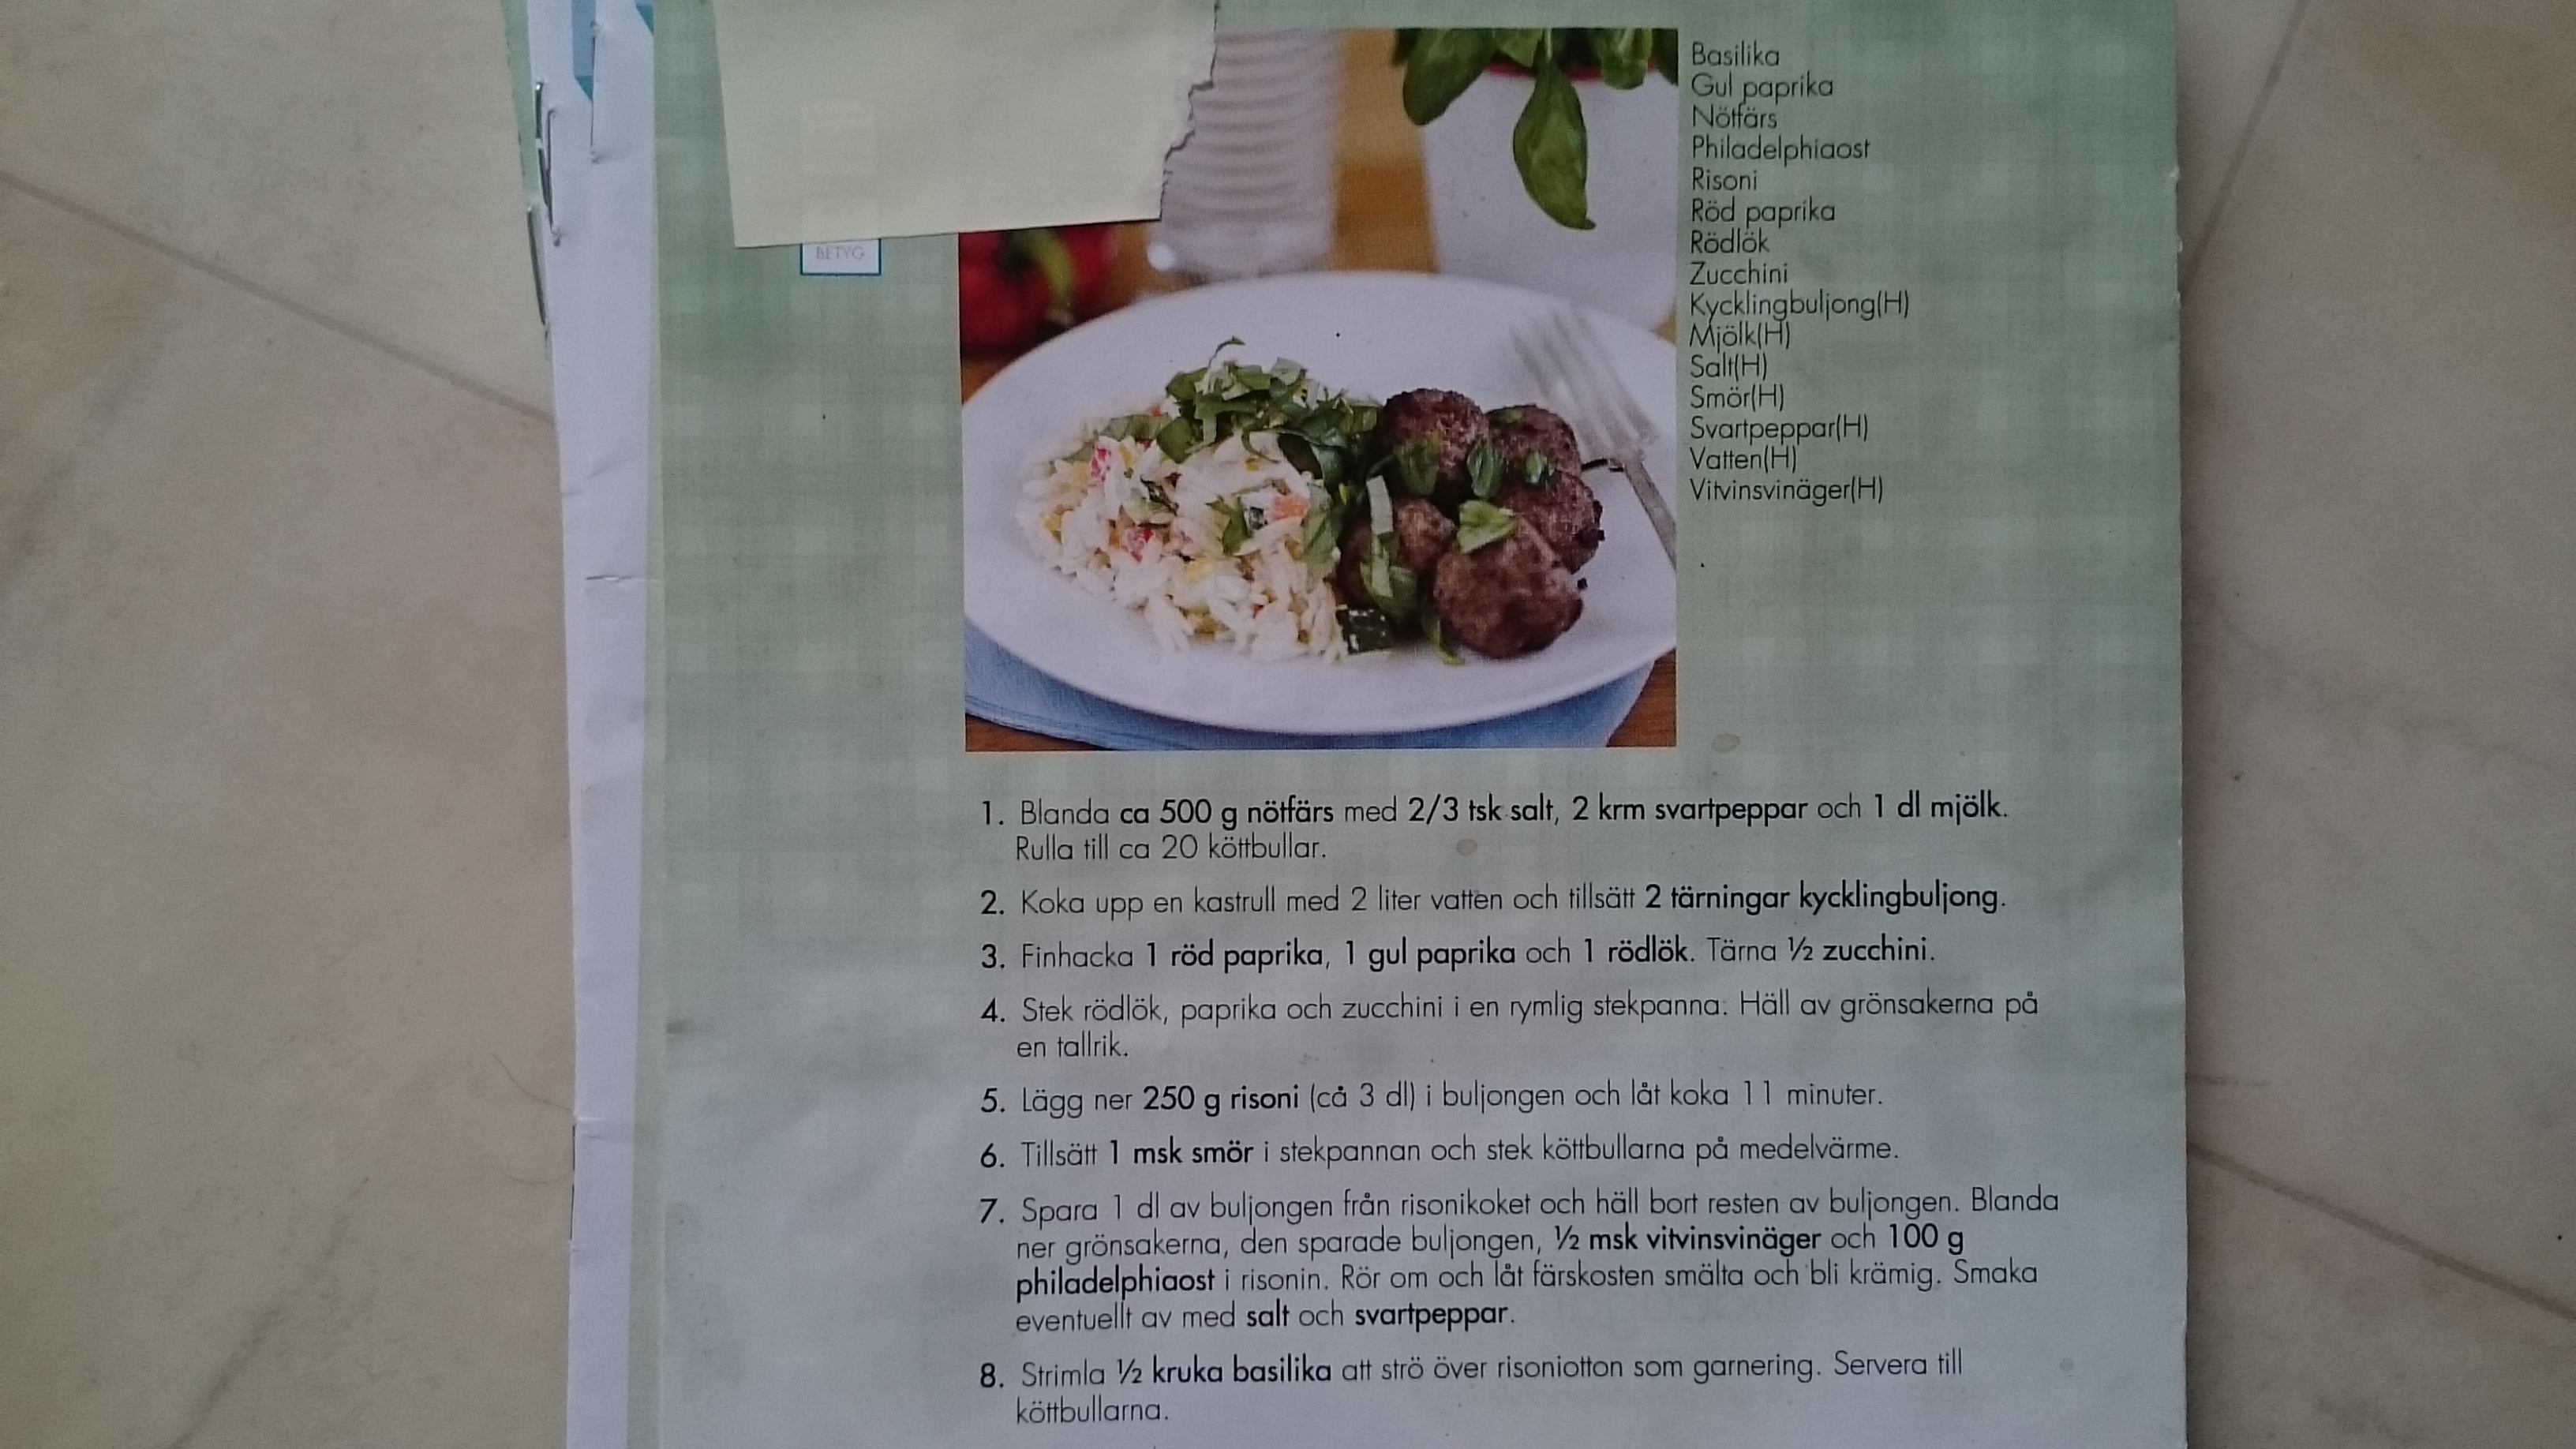 BETYG
Basilika
Gul paprika
Nötfärs
Philadelphiaost
Risoni
Röd paprika
Rödlök
Zucchini
Kycklingbuljong(H)
Mjölk(H)
Salt(H)
Smör(H)
Svartpeppar(H)
Vatten(H)
Vitvinsvinäger(H)
1. Blanda ca 500 g nötfärs med 2/3 tsk salt, 2 krm svartpeppar och 1 dl mjölk.
Rulla till ca 20 köttbullar.
2. Koka upp en kastrull med 2 liter vatten och tillsätt 2 tärningar kycklingbuljong.
3. Finhacka 1 röd paprika, 1 gul paprika och 1 rödlök. Tärna ½ zucchini.
4. Stek rödlök, paprika och zucchini i en rymlig stekpanna. Häll av grönsakerna på
en tallrik.
5. Lägg ner 250 g risoni (ca 3 dl) i buljongen och låt koka 11 minuter.
6. Tillsätt 1 msk smör i stekpannan och stek köttbullarna på medelvärme.
7. Spara 1 dl av buljongen från risonikoket och häll bort resten av buljongen. Blanda
ner grönsakerna, den sparade buljongen, ½ msk vitvinsvinäger och 100 g
philadelphiaost i risonin. Rör om och låt färskosten smälta och bli krämig. Smaka
eventuellt av med salt och svartpeppar.
8. Strimla ½ kruka basilika att strö över risoniotton som garnering. Servera till
köttbullarna.